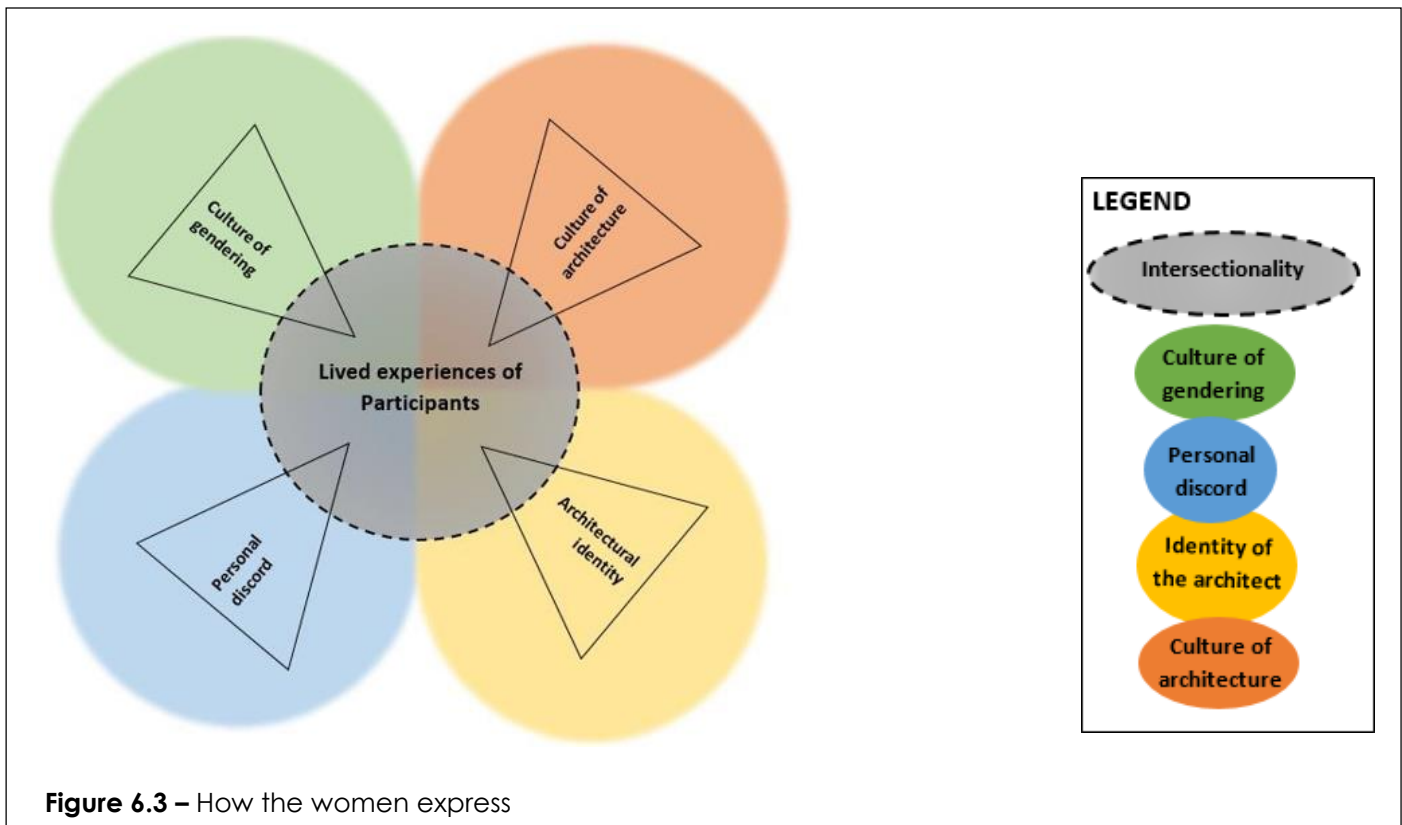 Culture of
gendering
Culture of
architecture
Lived experiences of
Participants
Personal
discord
Architectural
identity
LEGEND
Intersectionality
Culture of
gendering
Personal
discord
Identity of
the architect
Culture of
architecture
Figure 6.3 – How the women express